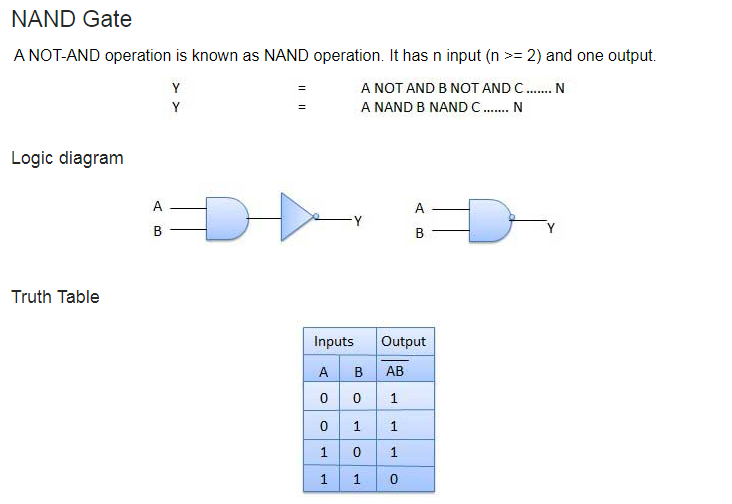 NAND Gate
A NOT-AND operation is known as NAND operation. It has n input (n >= 2) and one output.
Y = A NOT AND B NOT AND C ....... N
Y = A NAND B NAND C ....... N
Logic diagram
A
B
Y
A
B
Y
Truth Table
Inputs Output
A B A̅B̅
0 0 1
0 1 1
1 0 1
1 1 0